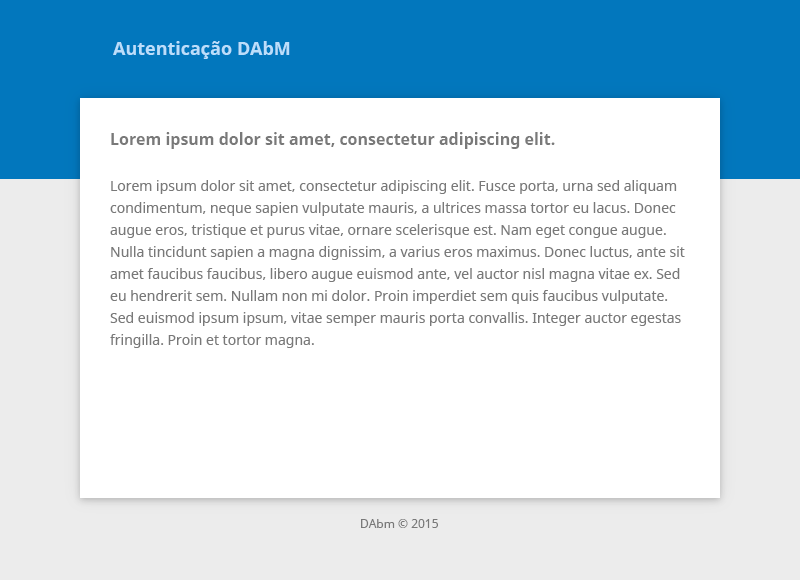 Autenticação DAbM
Lorem ipsum dolor sit amet, consectetur adipiscing elit.
Lorem ipsum dolor sit amet, consectetur adipiscing elit. Fusce porta, urna sed aliquam
condimentum, neque sapien vulputate mauris, a ultrices massa tortor eu lacus. Donec
augue eros, tristique et purus vitae, ornare scelerisque est. Nam eget congue augue.
Nulla tincidunt sapien a magna dignissim, a varius eros maximus. Donec luctus, ante sit
amet faucibus faucibus, libero augue euismod ante, vel auctor nisl magna vitae ex. Sed
eu hendrerit sem. Nullam non mi dolor. Proin imperdiet sem quis faucibus vulputate.
Sed euismod ipsum ipsum, vitae semper mauris porta convallis. Integer auctor egestas
fringilla. Proin et tortor magna.
DAbm © 2015